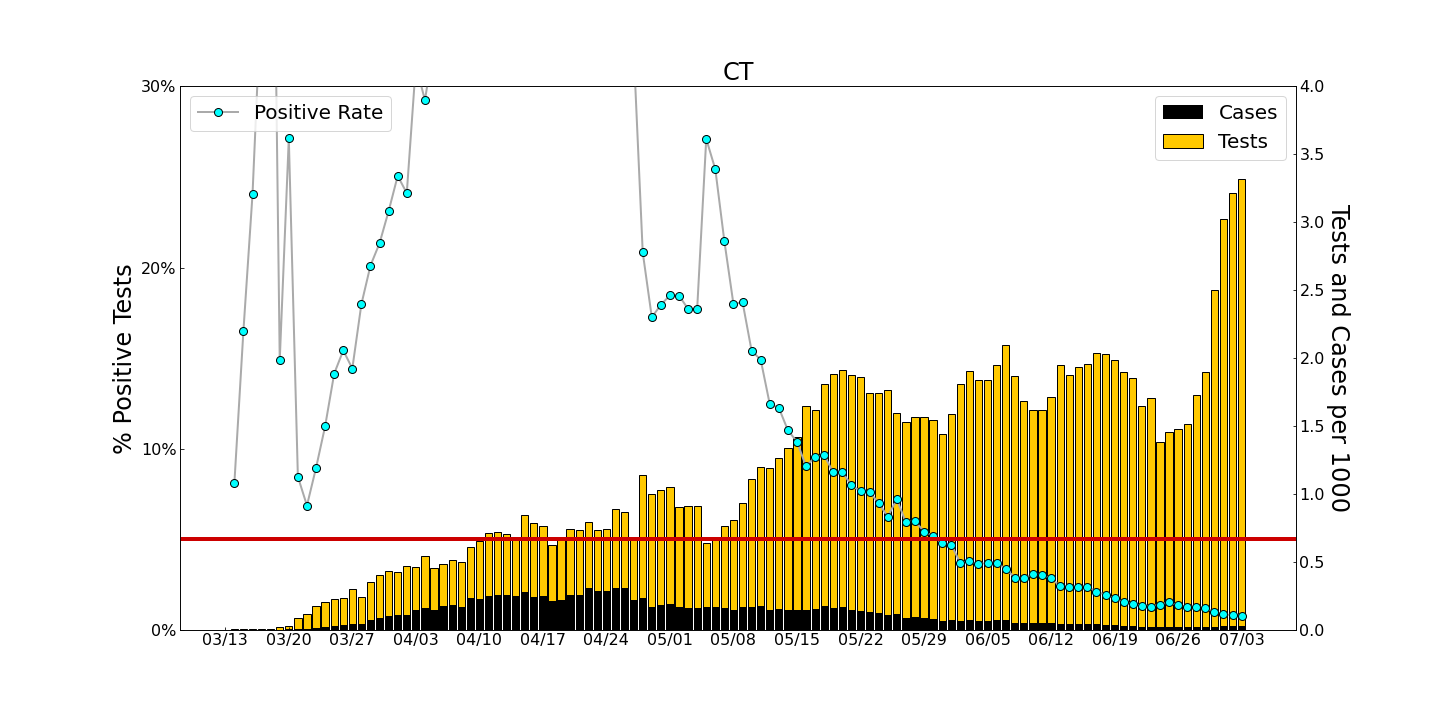 CT
30%
20%
10%
0%
% Positive Tests
Positive Rate
Cases
Tests
4.0
3.5
3.0
2.5
2.0
1.5
1.0
0.5
0.0
Tests and Cases per 1000
03/13 03/20 03/27 04/03 04/10 04/17 04/24 05/01 05/08 05/15 05/22 05/29 06/05 06/12 06/19 06/26 07/03